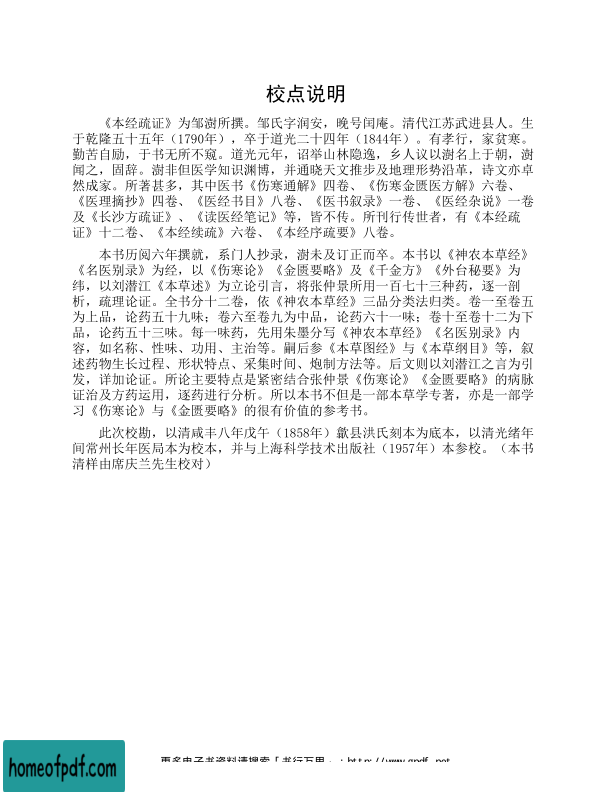 校点说明
《本经疏证》为邹澍所撰。邹氏字润安，晚号闰庵。清代江苏武进县人。生
于乾隆五十五年（1790年），卒于道光二十四年（1844年）。有孝行，家贫寒。
勤苦自励，于书无所不窥。道光元年，诏举山林隐逸，乡人议以澍名上于朝，澍
闻之，固辞。澍非但医学知识渊博，并通晓天文推步及地理形势沿革，诗文亦卓
然成家。所著甚多，其中医书《伤寒通解》四卷、《伤寒金匮医方解》六卷、
《医理摘抄》四卷、《医经书目》八卷、《医书叙录》一卷、《医经杂说》一卷
及《长沙方疏证》、《读医经笔记》等，皆不传。所刊行传世者，有《本经疏
证》十二卷、《本经续疏》六卷、《本经序疏要》八卷。
本书历阅六年撰就，系门人抄录，澍未及订正而卒。本书以《神农本草经》
《名医别录》为经，以《伤寒论》《金匮要略》及《千金方》《外台秘要》为
纬，以刘潜江《本草述》为立论引言，将张仲景所用一百七十三种药，逐一剖
析，疏理论证。全书分十二卷，依《神农本草经》三品分类法归类。卷一至卷五
为上品，论药五十九味；卷六至卷九为中品，论药六十一味；卷十至卷十二为下
品，论药五十三味。每一味药，先用朱墨分写《神农本草经》《名医别录》内
容，如名称、性味、功用、主治等。嗣后参《本草图经》与《本草纲目》等，叙
述药物生长过程、形状特点、采集时间、炮制方法等。后文则以刘潜江之言为引
发，详加论证。所论主要特点是紧密结合张仲景《伤寒论》《金匮要略》的病脉
证治及方药运用，逐药进行分析。所以本书不但是一部本草学专著，亦是一部学
习《伤寒论》与《金匮要略》的很有价值的参考书。
此次校勘，以清咸丰八年戊午（1858年）歙县洪氏刻本为底本，以清光绪年
间常州长年医局本为校本，并与上海科学技术出版社（1957年）本参校。（本书
清样由席庆兰先生校对）
更多电子书资料请搜索「书行万里」：http://www.gpdf.net
homeofpdf.com